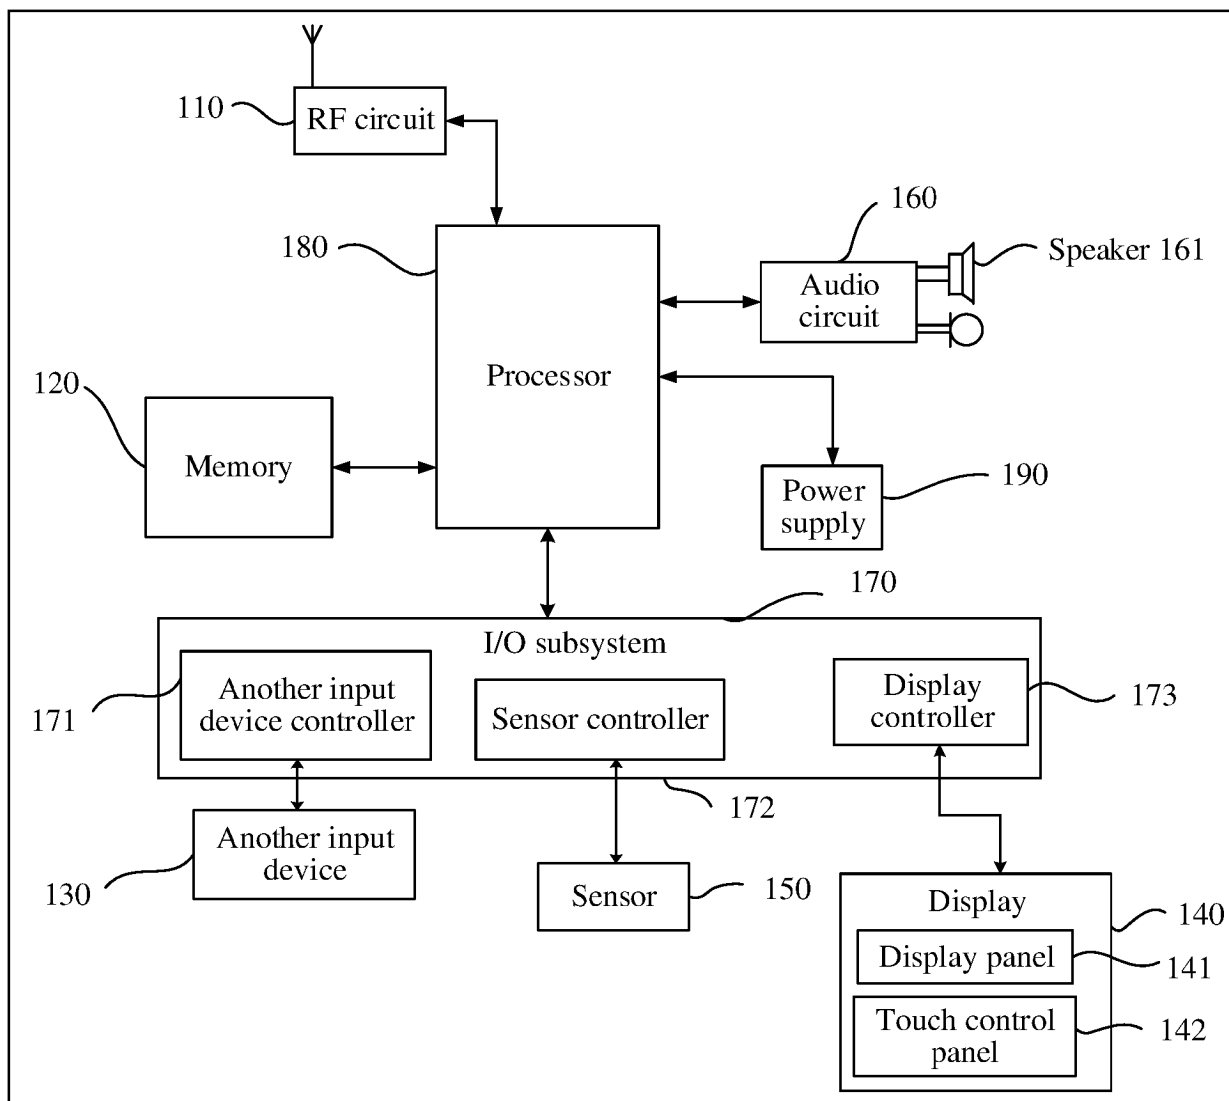 110
RF circuit
160
180
Speaker 161
Audio
circuit
Processor
120
Memory
190
Power
supply
170
I/O subsystem
171
Another input
device controller
Sensor controller
Display
controller
173
172
Another input
device
130
Sensor
150
Display
140
Display panel
141
Touch control
panel
142